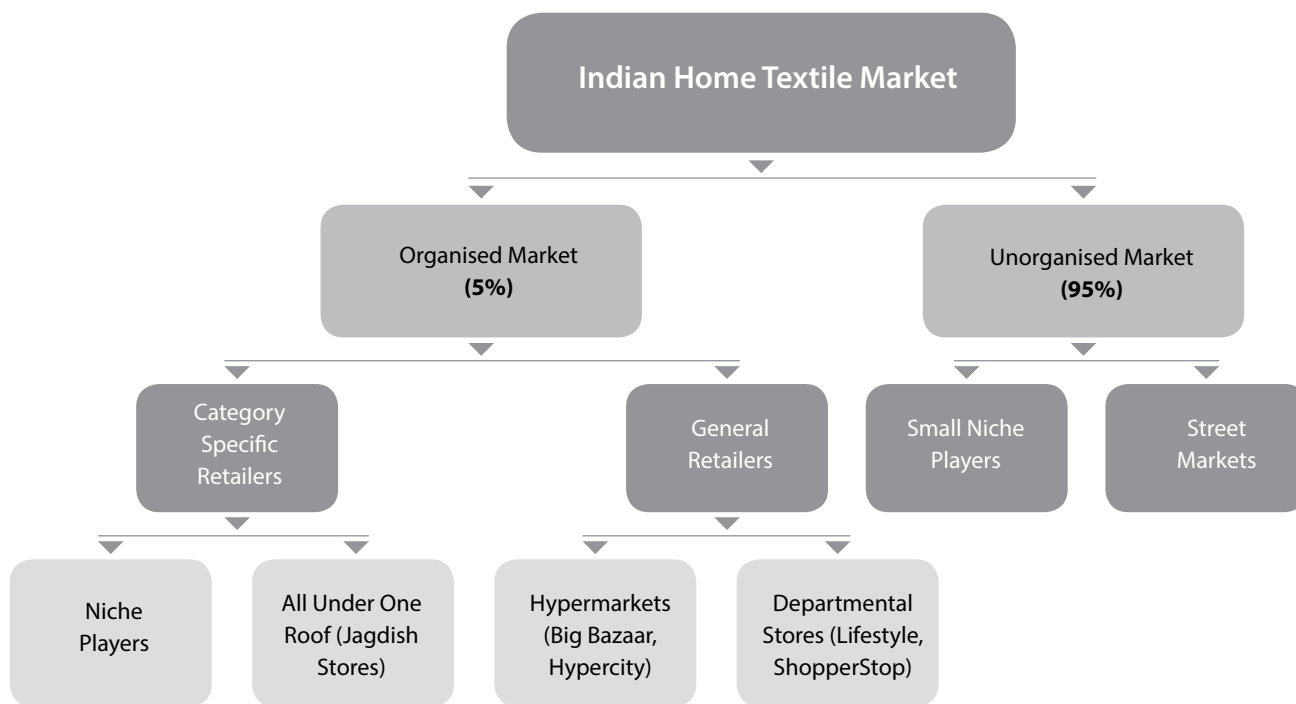 Indian Home Textile Market
Organised Market
(5%)
Unorganised Market
(95%)
Category
Specific
Retailers
General
Retailers
Small Niche
Players
Street
Markets
Niche
Players
All Under One
Roof (Jagdish
Stores)
Hypermarkets
(Big Bazaar,
Hypercity)
Departmental
Stores (Lifestyle,
ShopperStop)